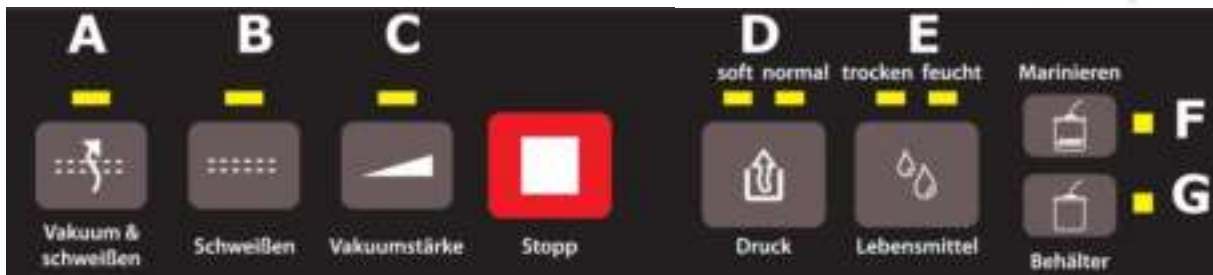 A B C D E
soft normal trocken feucht Marinieren
F
G
Vakuum &
schweißen
Schweißen Vakuumstärke Stopp Druck Lebensmittel
Behälter